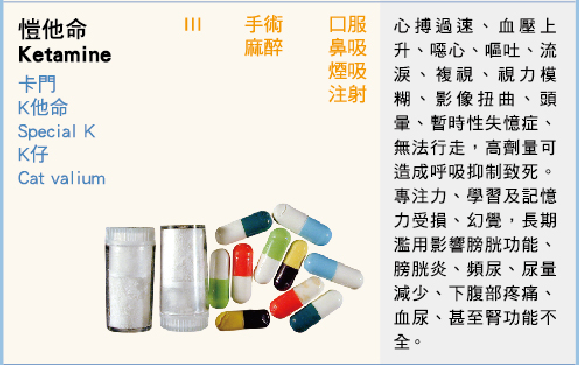 愷他命
Ketamine
卡門
K他命
Special K
K仔
Cat valium
III
手術
麻醉
口服
鼻吸
煙吸
注射
心搏過速、血壓上
升、噁心、嘔吐、流
淚、複視、視力模
糊、影像扭曲、頭
暈、暫時性失憶症、
無法行走，高劑量可
造成呼吸抑制致死。
專注力、學習及記憶
力受損、幻覺，長期
濫用影響膀胱功能、
膀胱炎、頻尿、尿量
減少、下腹部疼痛、
血尿、甚至腎功能不
全。